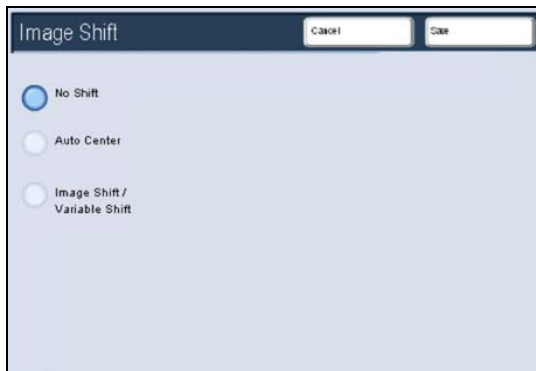 Image Shift
Cancel
Save
No Shift
Auto Center
Image Shift /
Variable Shift